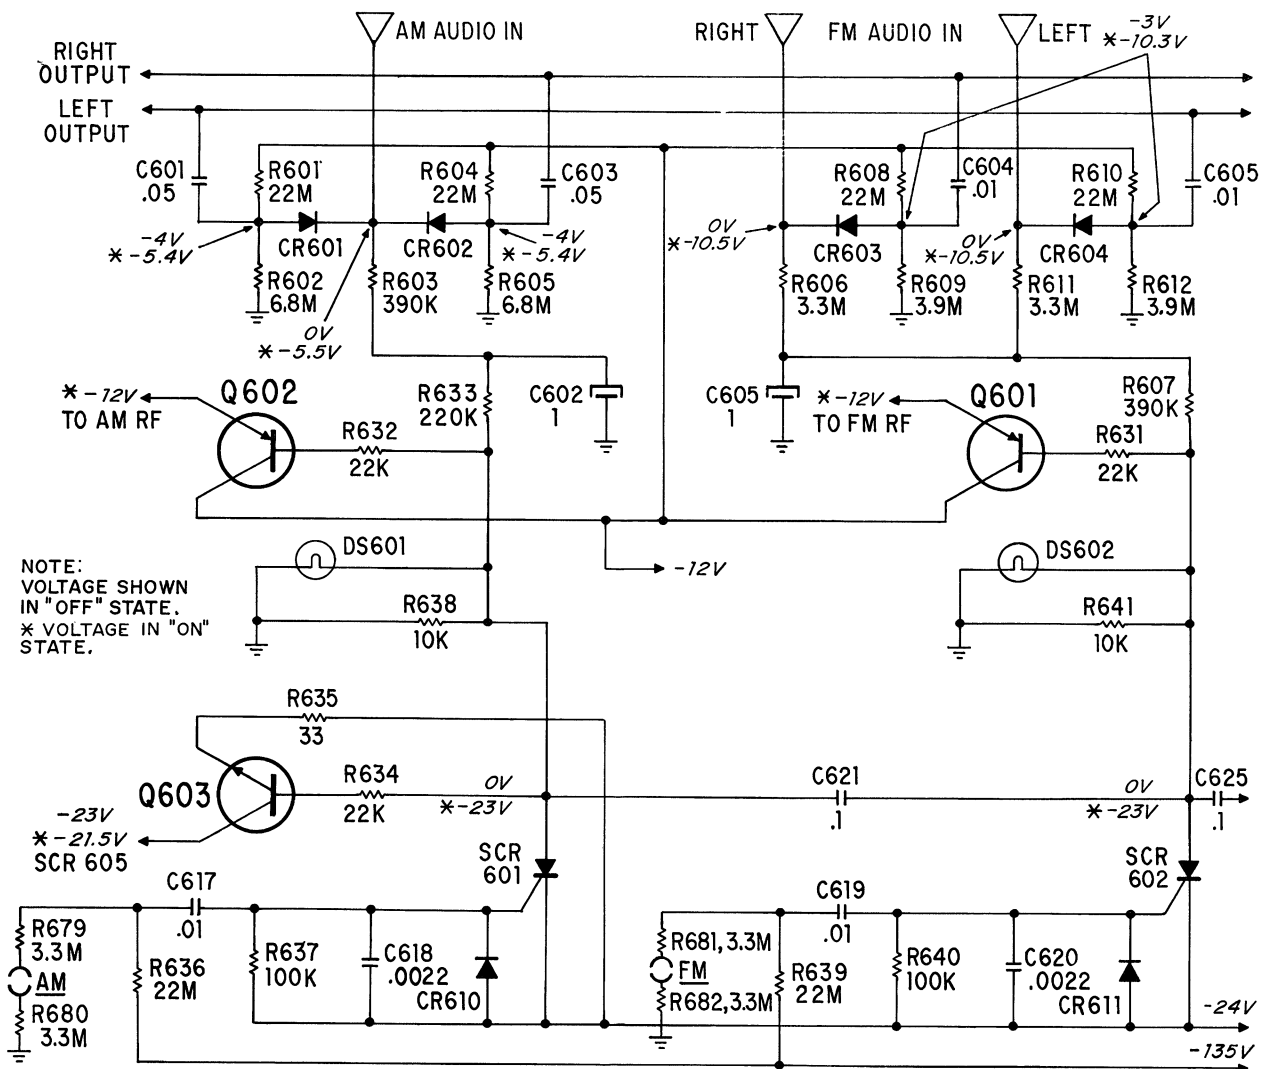 AM AUDIO IN
RIGHT
FM AUDIO IN
LEFT
-3V
*-10.3V
RIGHT
OUTPUT
LEFT
OUTPUT
C601
.05
R601
22M
R604
22M
C603
.05
R608
22M
C604
.01
R610
22M
C605
.01
-4V
*-5.4V
CR601
CR602
-4V
*-5.4V
0V
*-10.5V
CR603
0V
*-10.5V
CR604
R602
6.8M
R603
390K
R605
6.8M
R606
3.3M
R609
3.9M
R611
3.3M
R612
3.9M
0V
*-5.5V
*-12V
TO AM RF
Q602
R633
220K
C602
1
C605
1
*-12V
TO FM RF
Q601
R607
390K
R632
22K
R631
22K
DS601
-12V
DS602
NOTE:
VOLTAGE SHOWN
IN "OFF" STATE.
* VOLTAGE IN "ON"
STATE.
R638
10K
R641
10K
R635
33
Q603
R634
22K
0V
*-23V
C621
.1
0V
*-23V
C625
.1
-23V
*-21.5V
SCR 605
SCR
601
SCR
602
C617
.01
C619
.01
R679
3.3M
AM
R680
3.3M
R636
22M
R637
100K
C618
.0022
CR610
R681, 3.3M
FM
R682, 3.3M
R639
22M
R640
100K
C620
.0022
CR611
-24V
-135V